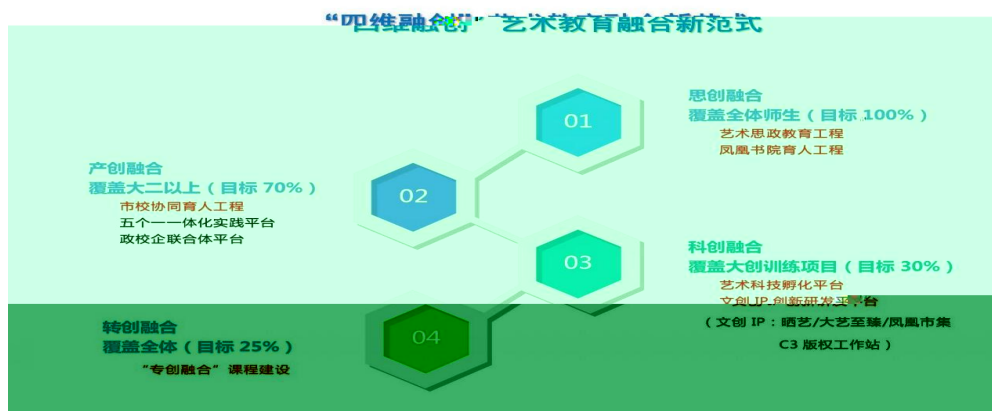 “四维融创” 艺术教育融合新范式
01
思创融合
覆盖全体师生（目标 100%）
艺术思政教育工程
凤凰书院育人工程
02
产创融合
覆盖大二以上（目标 70%）
市校协同育人工程
五个一一体化实践平台
政校企联合体平台
03
科创融合
覆盖大创训练项目（目标 30%）
艺术科技孵化平台
文创 IP 创新研发平台
（文创 IP：晒艺/大艺至臻/凤凰市集
C3 版权工作站）
04
转创融合
覆盖全体（目标 25%）
“专创融合”课程建设